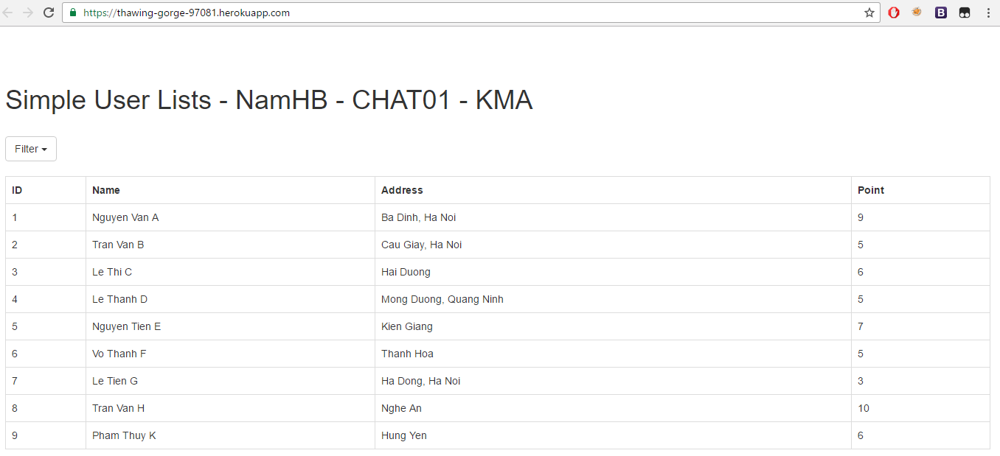 https://thawing-gorge-97081.herokuapp.com
B
Simple User Lists - NamHB - CHAT01 - KMA
Filter
ID Name Address Point
1 Nguyen Van A Ba Dinh, Ha Noi 9
2 Tran Van B Cau Giay, Ha Noi 5
3 Le Thi C Hai Duong 6
4 Le Thanh D Mong Duong, Quang Ninh 5
5 Nguyen Tien E Kien Giang 7
6 Vo Thanh F Thanh Hoa 5
7 Le Tien G Ha Dong, Ha Noi 3
8 Tran Van H Nghe An 10
9 Pham Thuy K Hung Yen 6